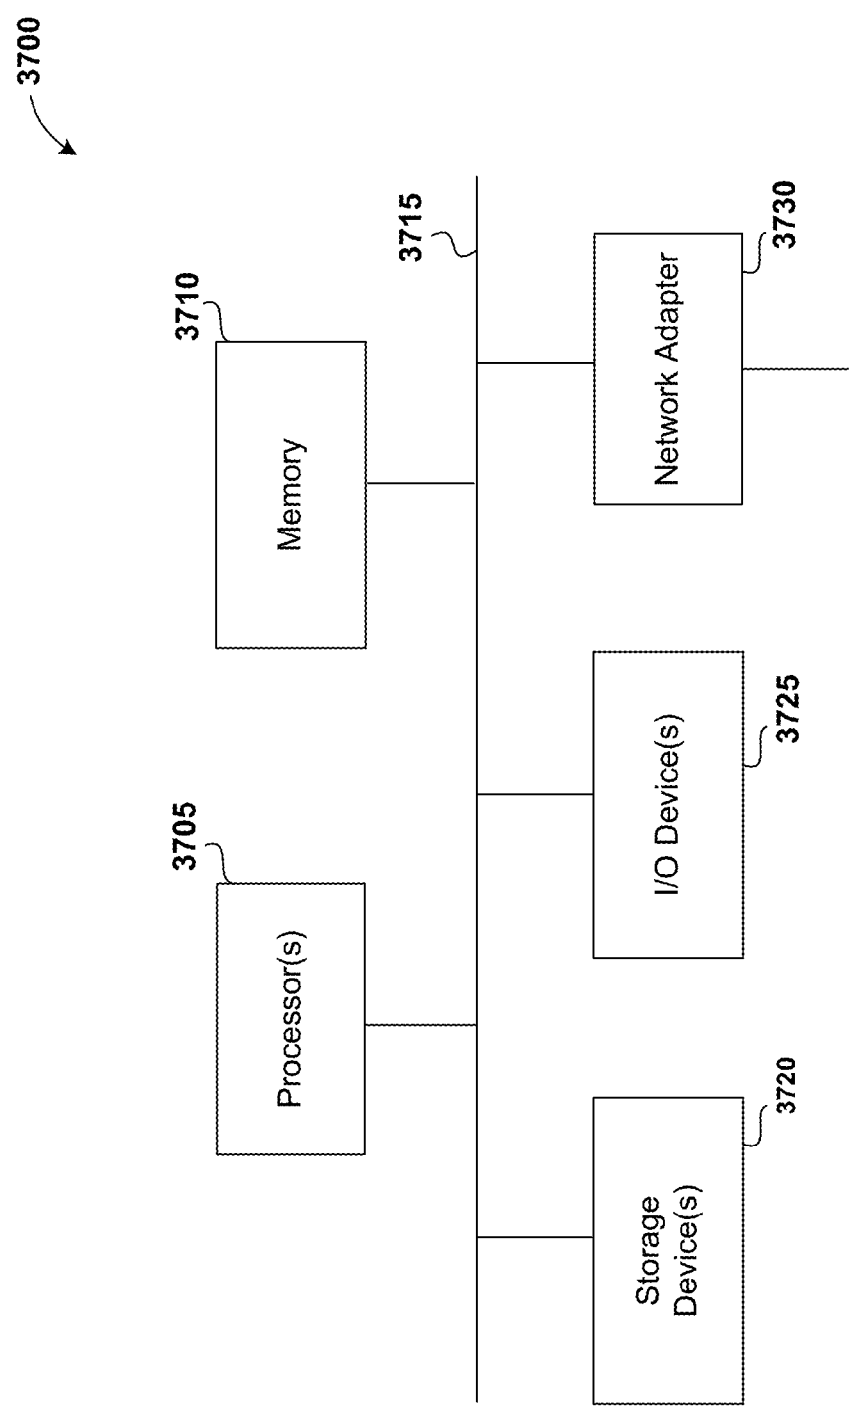 3700
3705
Processor(s)
3710
Memory
3715
Storage
Device(s)
3720
I/O Device(s)
3725
Network Adapter
3730